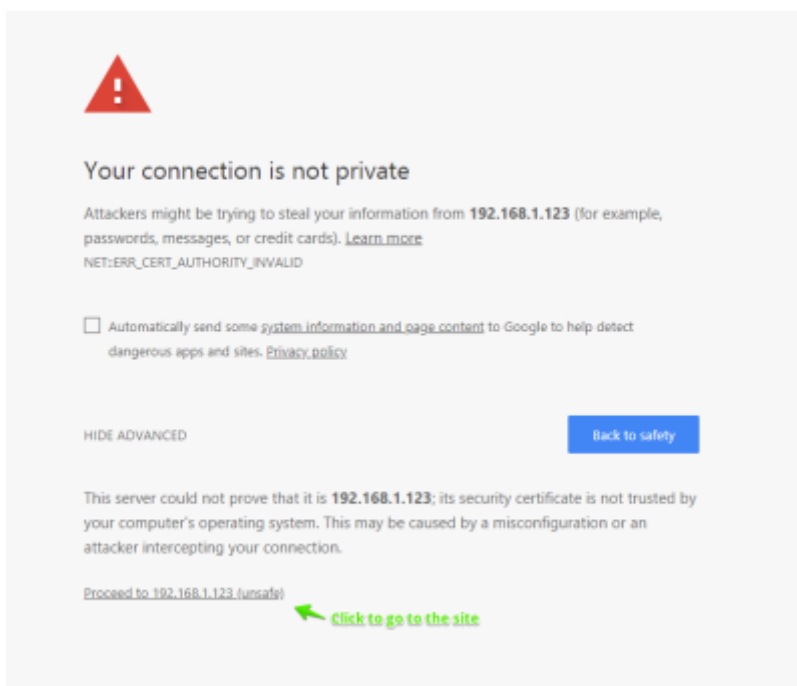 Your connection is not private
Attackers might be trying to steal your information from 192.168.1.123 (for example,
passwords, messages, or credit cards). Learn more
NET::ERR_CERT_AUTHORITY_INVALID
Automatically send some system information and page content to Google to help detect
dangerous apps and sites. Privacy policy
HIDE ADVANCED
Back to safety
This server could not prove that it is 192.168.1.123; its security certificate is not trusted by
your computer's operating system. This may be caused by a misconfiguration or an
attacker intercepting your connection.
Proceed to 192.168.1.123 (unsafe)
Click to go to the site